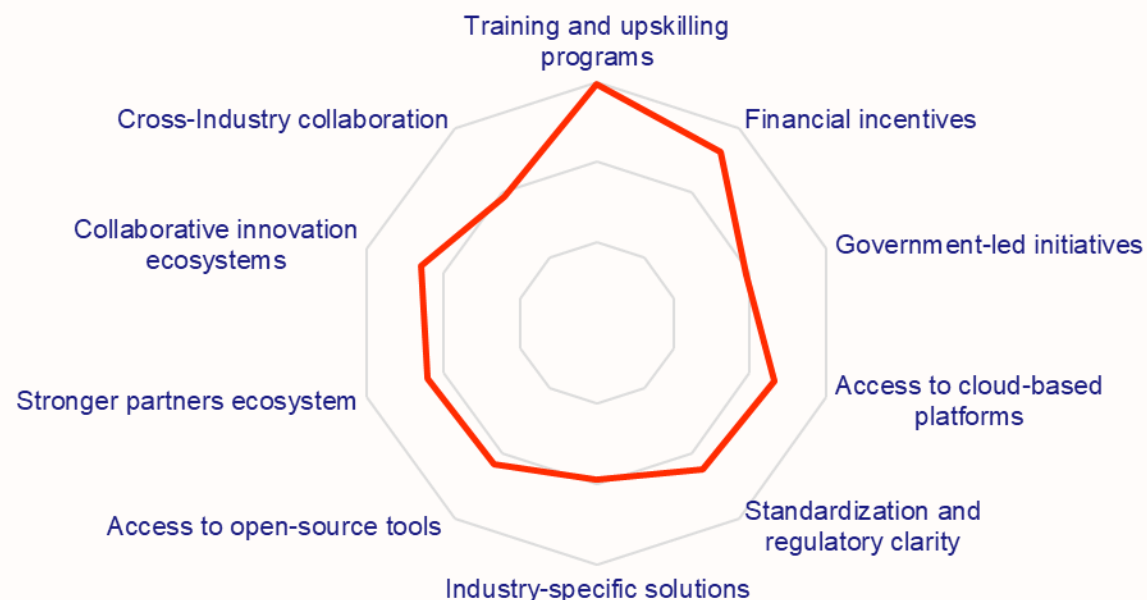 Training and upskilling
programs
Cross-Industry collaboration
Financial incentives
Collaborative innovation
ecosystems
Government-led initiatives
Stronger partners ecosystem
Access to cloud-based
platforms
Access to open-source tools
Standardization and
regulatory clarity
Industry-specific solutions